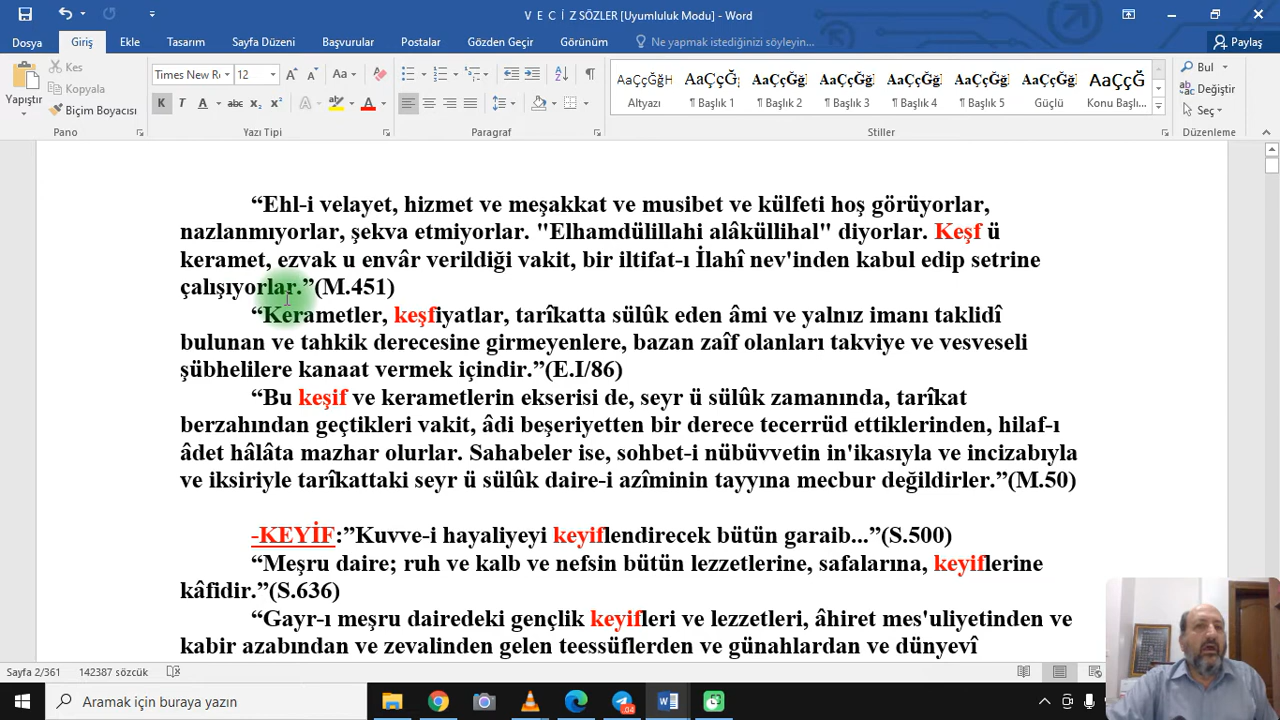 V E C İ Z SÖZLER [Uyumluluk Modu] - Word
Dosya Giriş Ekle Tasarım Sayfa Düzeni Başvurular Postalar Gözden Geçir Görünüm Ne yapmak istediğinizi söyleyin... Paylaş
Yapıştır
Kes
Kopyala
Biçim Boyacısı
Pano
Times New Ro 12 Aa
K T A abc x₂ x² A A
Yazı Tipi
Paragraf
AaÇçĞğH AaÇçĞ AaÇçĞğ AaÇçĞğ AaÇçĞğ AaÇçĞğ AaÇçĞ
Altyazı ¶ Başlık 1 ¶ Başlık 2 ¶ Başlık 3 ¶ Başlık 4 ¶ Başlık 5 Güçlü Konu Başlı...
Stiller
Bul
Değiştir
Seç
Düzenleme
“Ehl-i velayet, hizmet ve meşakkat ve musibet ve külfeti hoş görüyorlar,
nazlanmıyorlar, şekva etmiyorlar. "Elhamdülillahi alâküllihal" diyorlar. Keşf ü
keramet, ezvak u envâr verildiği vakit, bir iltifat-ı İlahî nev'inden kabul edip setrine
çalışıyorlar.”(M.451)
“Kerametler, keşfiyatlar, tarîkatta sülûk eden âmi ve yalnız imanı taklidî
bulunan ve tahkik derecesine girmeyenlere, bazan zaîf olanları takviye ve vesveseli
şübhelilere kanaat vermek içindir.”(E.I/86)
“Bu keşif ve kerametlerin ekserisi de, seyr ü sülûk zamanında, tarîkat
berzahından geçtikleri vakit, âdi beşeriyetten bir derece tecerrüd ettiklerinden, hilaf-ı
âdet hâlâta mazhar olurlar. Sahabeler ise, sohbet-i nübüvvetin in'ikasıyla ve incizabıyla
ve iksiriyle tarîkattaki seyr ü sülûk daire-i azîminin tayyına mecbur değildirler.”(M.50)
-KEYİF:”Kuvve-i hayaliyeyi keyiflendirecek bütün garaib...”(S.500)
“Meşru daire; ruh ve kalb ve nefsin bütün lezzetlerine, safalarına, keyiflerine
kâfidir.”(S.636)
“Gayr-ı meşru dairedeki gençlik keyifleri ve lezzetleri, âhiret mes'uliyetinden ve
kabir azabından ve zevalinden gelen teessüflerden ve günahlardan ve dünyevî
Sayfa 2/361 142387 sözcük
Aramak için buraya yazın